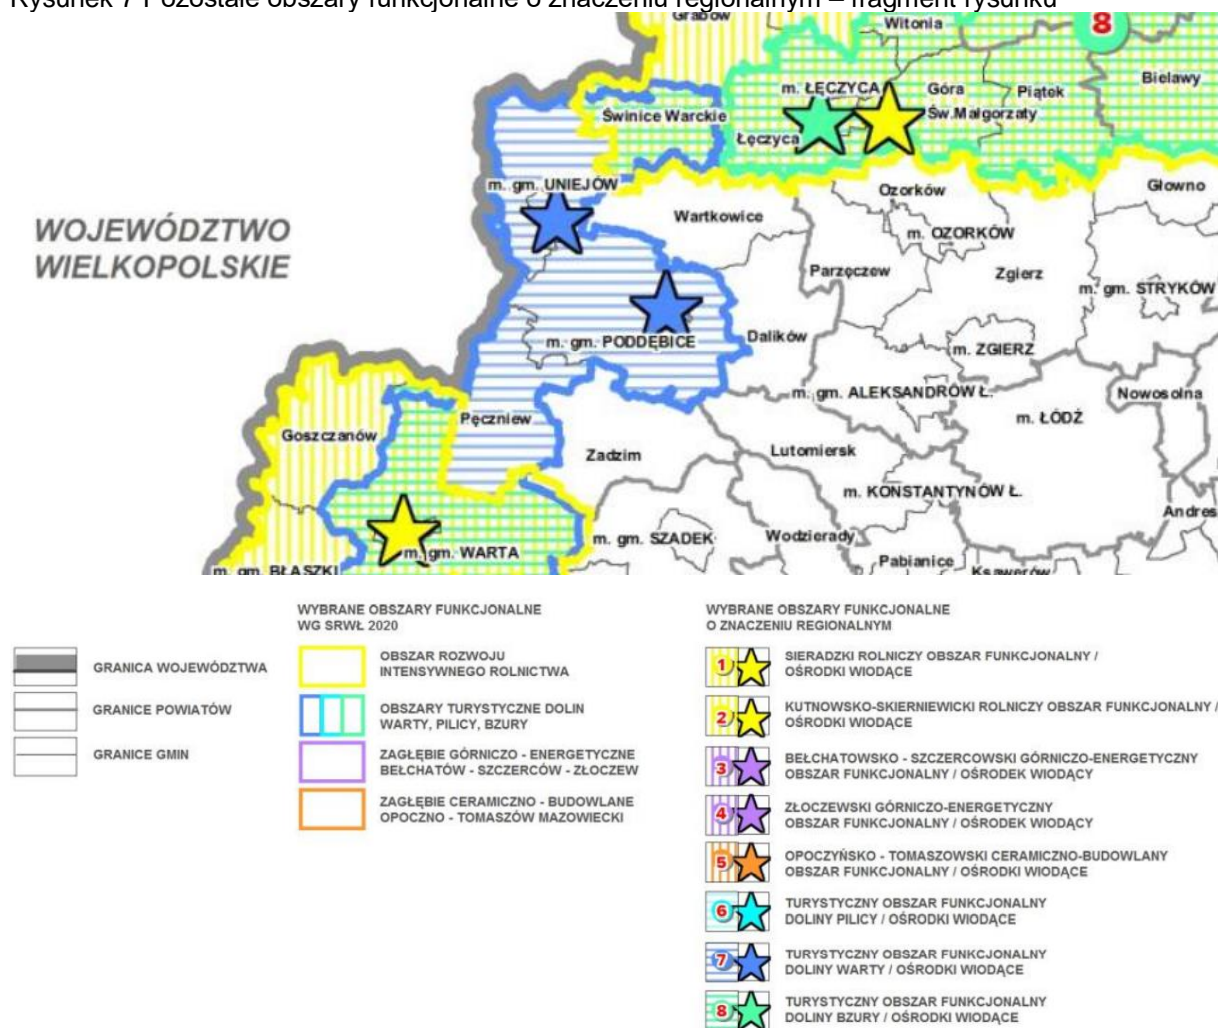 Rysunek 7 Pozostałe obszary funkcjonalne o znaczeniu regionalnym – fragment rysunku
Grabów
Witonia
8
Bielawy
m. ŁĘCZYCA
Góra
Św.Małgorzaty
Piątek
Świnice Warckie
Łęczyca
m. gm. UNIEJÓW
Ozorków
Głowno
WOJEWÓDZTWO
WIELKOPOLSKIE
Wartkowice
m. OZORKÓW
Parzęczew
Zgierz
m. gm. STRYKÓW
m. gm. PODDĘBICE
Dalików
m. ZGIERZ
m. gm. ALEKSANDRÓW Ł.
Nowosolna
Goszczanów
Pęczniew
m. ŁÓDŹ
Zadzim
Lutomiersk
m. KONSTANTYNÓW Ł.
Andres
m. gm. WARTA
m. gm. SZADEK
Wodzierady
Pabianice
Ksawerów
m. gm. BŁASZKI
GRANICA WOJEWÓDZTWA
GRANICE POWIATÓW
GRANICE GMIN
WYBRANE OBSZARY FUNKCJONALNE
WG SRWŁ 2020
OBSZAR ROZWOJU
INTENSYWNEGO ROLNICTWA
OBSZARY TURYSTYCZNE DOLIN
WARTY, PILICY, BZURY
ZAGŁĘBIE GÓRNICZO - ENERGETYCZNE
BEŁCHATÓW - SZCZERCÓW - ZŁOCZEW
ZAGŁĘBIE CERAMICZNO - BUDOWLANE
OPOCZNO - TOMASZÓW MAZOWIECKI
WYBRANE OBSZARY FUNKCJONALNE
O ZNACZENIU REGIONALNYM
1 SIERADZKI ROLNICZY OBSZAR FUNKCJONALNY /
OŚRODKI WIODĄCE
2 KUTNOWSKO-SKIERNIEWICKI ROLNICZY OBSZAR FUNKCJONALNY /
OŚRODKI WIODĄCE
3 BEŁCHATOWSKO - SZCZERCOWSKI GÓRNICZO-ENERGETYCZNY
OBSZAR FUNKCJONALNY / OŚRODEK WIODĄCY
4 ZŁOCZEWSKI GÓRNICZO-ENERGETYCZNY
OBSZAR FUNKCJONALNY / OŚRODEK WIODĄCY
5 OPOCZYŃSKO - TOMASZOWSKI CERAMICZNO-BUDOWLANY
OBSZAR FUNKCJONALNY / OŚRODKI WIODĄCE
6 TURYSTYCZNY OBSZAR FUNKCJONALNY
DOLINY PILICY / OŚRODKI WIODĄCE
7 TURYSTYCZNY OBSZAR FUNKCJONALNY
DOLINY WARTY / OŚRODKI WIODĄCE
8 TURYSTYCZNY OBSZAR FUNKCJONALNY
DOLINY BZURY / OŚRODKI WIODĄCE